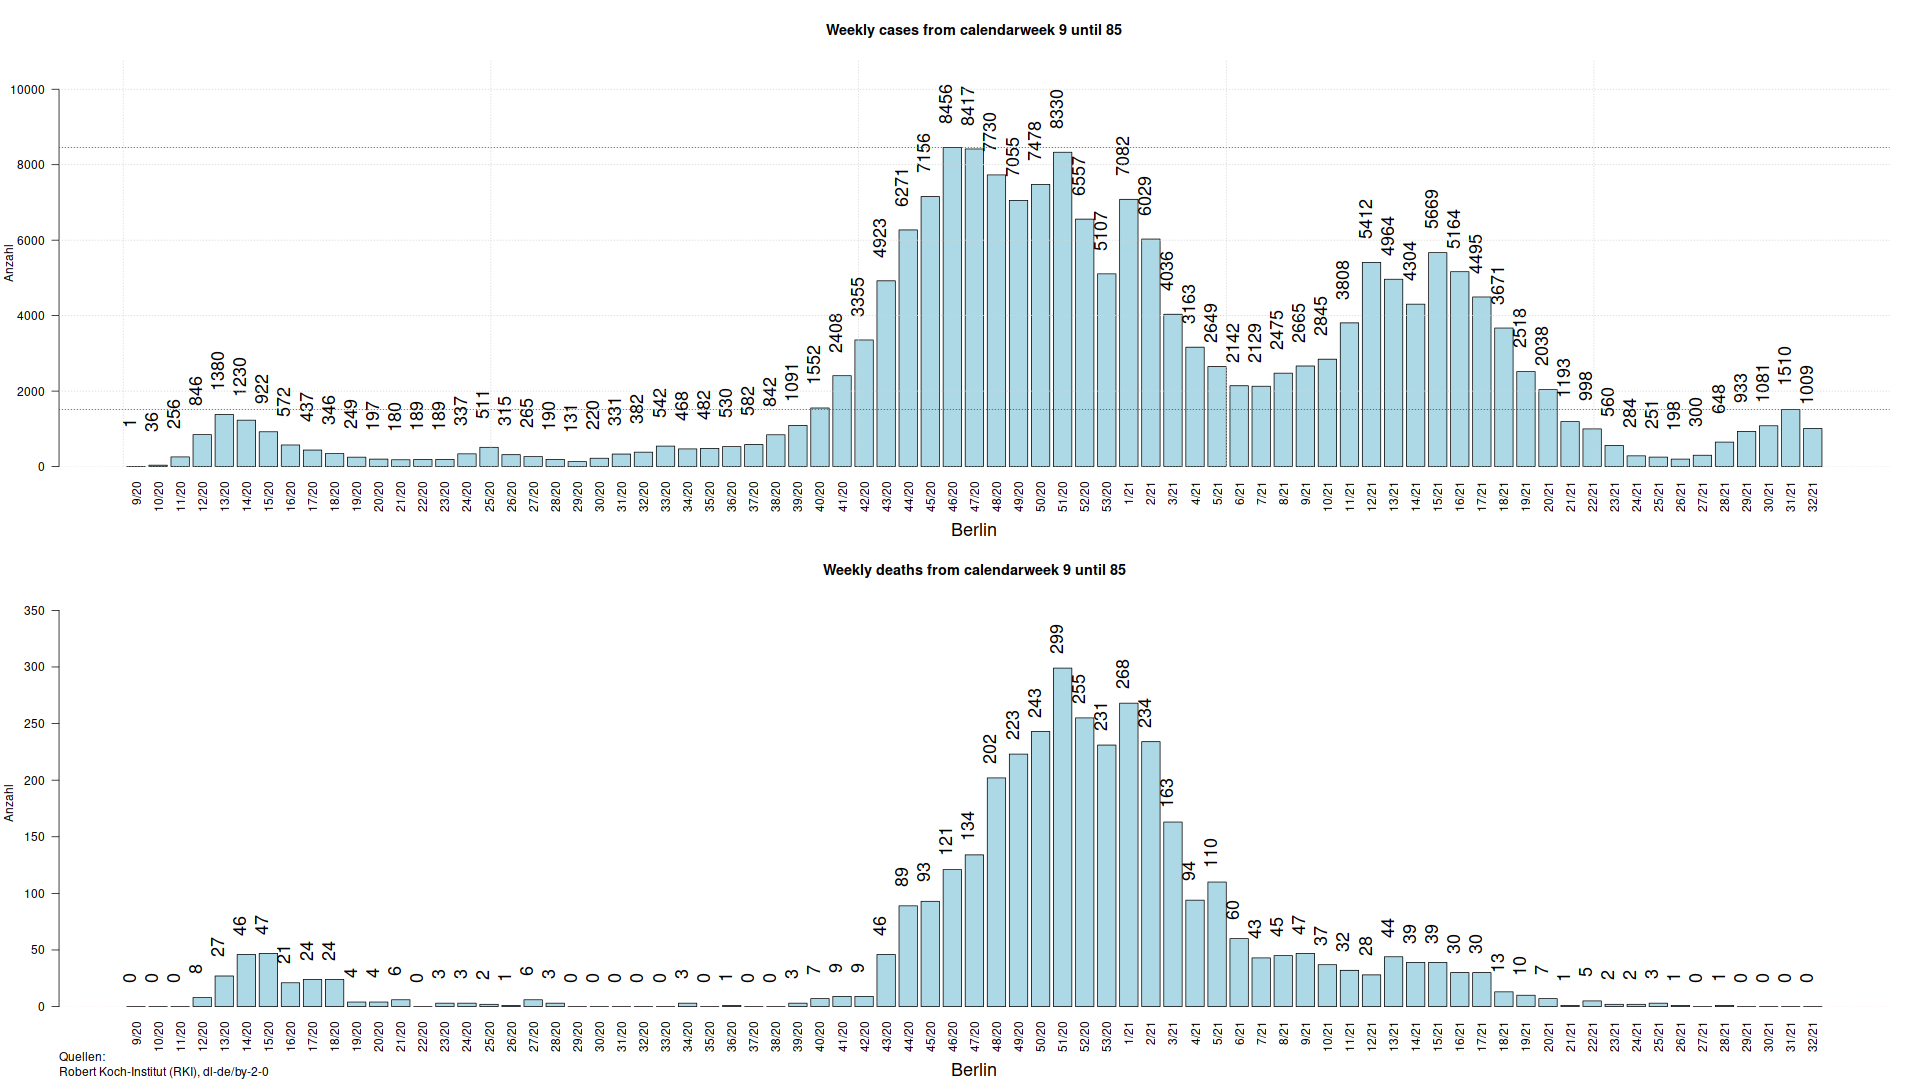 Weekly cases from calendarweek 9 until 85
Anzahl
10000
8000
6000
4000
2000
0
1 36 256 846 1380 1230 922 572 437 346 249 197 180 189 189 337 511 315 265 190 131 220 331 382 542 468 482 530 582 842 1091 1552 2408 3355 4923 6271 7156 8456 8417 7730 7055 7478 8330 6557 5107 7082 6029 4036 3163 2649 2142 2129 2475 2665 2845 3808 5412 4964 4304 5669 5164 4495 3671 2518 2038 1193 998 560 284 251 198 300 648 933 1081 1510 1009
9/20 10/20 11/20 12/20 13/20 14/20 15/20 16/20 17/20 18/20 19/20 20/20 21/20 22/20 23/20 24/20 25/20 26/20 27/20 28/20 29/20 30/20 31/20 32/20 33/20 34/20 35/20 36/20 37/20 38/20 39/20 40/20 41/20 42/20 43/20 44/20 45/20 46/20 47/20 48/20 49/20 50/20 51/20 52/20 53/20 1/21 2/21 3/21 4/21 5/21 6/21 7/21 8/21 9/21 10/21 11/21 12/21 13/21 14/21 15/21 16/21 17/21 18/21 19/21 20/21 21/21 22/21 23/21 24/21 25/21 26/21 27/21 28/21 29/21 30/21 31/21 32/21
Berlin
Weekly deaths from calendarweek 9 until 85
Anzahl
350
300
250
200
150
100
50
0
0 0 0 8 27 46 47 21 24 24 4 4 6 0 3 3 2 1 6 3 0 0 0 0 0 3 0 1 0 0 3 7 9 9 46 89 93 121 134 202 223 243 299 255 231 268 234 163 94 110 60 43 45 47 37 32 28 44 39 39 30 30 13 10 7 1 5 2 2 3 1 0 1 0 0 0 0
9/20 10/20 11/20 12/20 13/20 14/20 15/20 16/20 17/20 18/20 19/20 20/20 21/20 22/20 23/20 24/20 25/20 26/20 27/20 28/20 29/20 30/20 31/20 32/20 33/20 34/20 35/20 36/20 37/20 38/20 39/20 40/20 41/20 42/20 43/20 44/20 45/20 46/20 47/20 48/20 49/20 50/20 51/20 52/20 53/20 1/21 2/21 3/21 4/21 5/21 6/21 7/21 8/21 9/21 10/21 11/21 12/21 13/21 14/21 15/21 16/21 17/21 18/21 19/21 20/21 21/21 22/21 23/21 24/21 25/21 26/21 27/21 28/21 29/21 30/21 31/21 32/21
Berlin
Quellen:
Robert Koch-Institut (RKI), dl-de/by-2-0